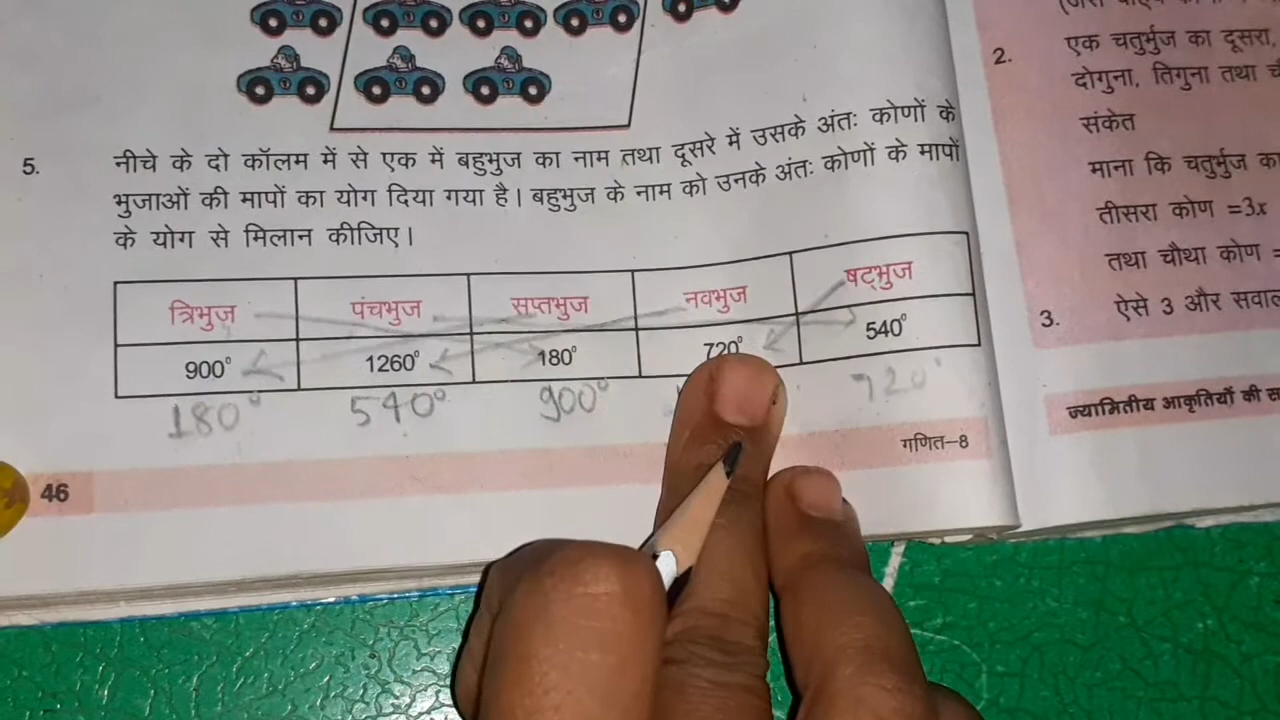 2.
एक चतुर्भुज का दूसरा,
दोगुना, तिगुना तथा
संकेत
माना कि चतुर्भुज का
तीसरा कोण =3x
तथा चौथा कोण =
3. ऐसे 3 और सवाल
ज्यामितीय आकृतियों की
5. नीचे के दो कॉलम में से एक में बहुभुज का नाम तथा दूसरे में उसके अंतः कोणों के
भुजाओं की मापों का योग दिया गया है। बहुभुज के नाम को उनके अंतः कोणों के मापों
के योग से मिलान कीजिए।
त्रिभुज पंचभुज सप्तभुज नवभुज षट्भुज
900° 1260° 180° 720° 540°
180° 540° 900° 720°
गणित–8
46